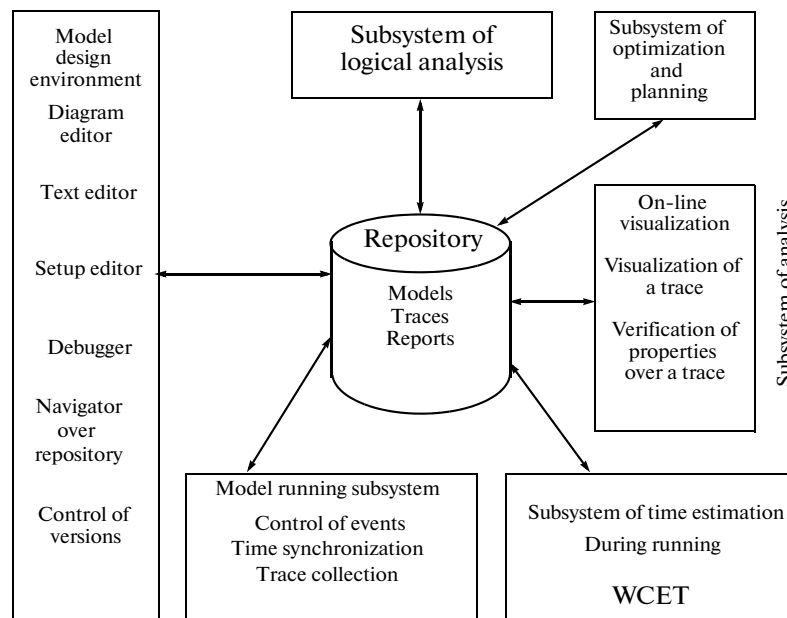 Model
design
environment
Diagram
editor
Text editor
Setup editor
Debugger
Navigator
over
repository
Control of
versions
Subsystem of
logical analysis
Subsystem of
optimization
and
planning
Repository
Models
Traces
Reports
On-line
visualization
Visualization of
a trace
Verification of
properties
over a trace
Subsystem of analysis
Model running subsystem
Control of events
Time synchronization
Trace collection
Subsystem of time estimation
During running
WCET